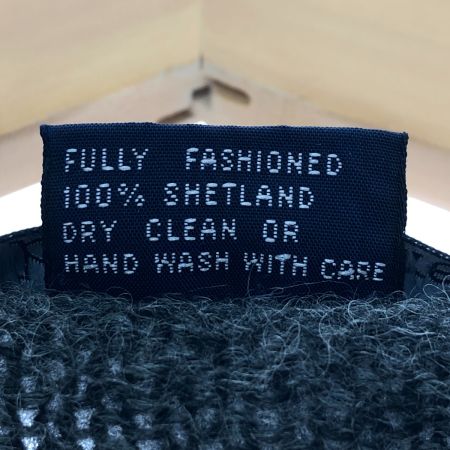 FULLY FASHIONED
100% SHETLAND
DRY CLEAN OR
HAND WASH WITH CARE